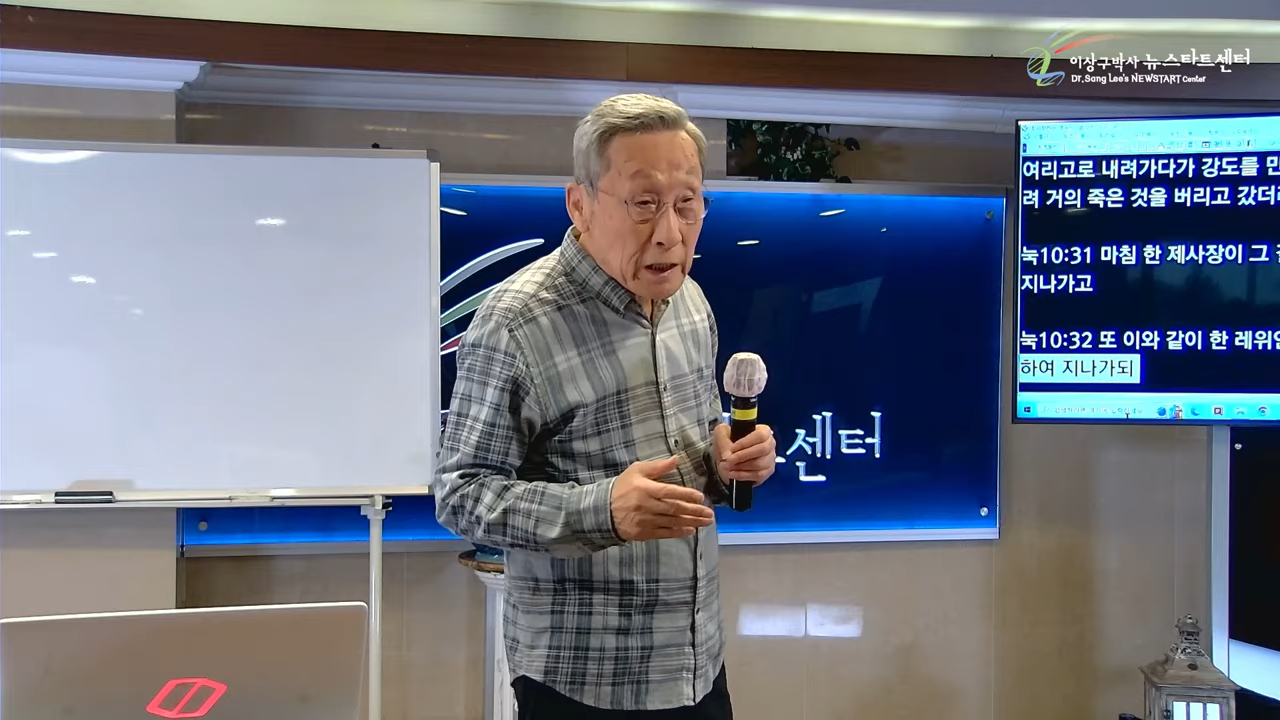 이상구박사 뉴스타트센터
Dr. Sang Lee's NEWSTART Center
여리고로 내려가다가 강도를 만
려 거의 죽은 것을 버리고 갔더
눅10:31 마침 한 제사장이 그
지나가고
눅10:32 또 이와 같이 한 레위인
하여 지나가되
센터